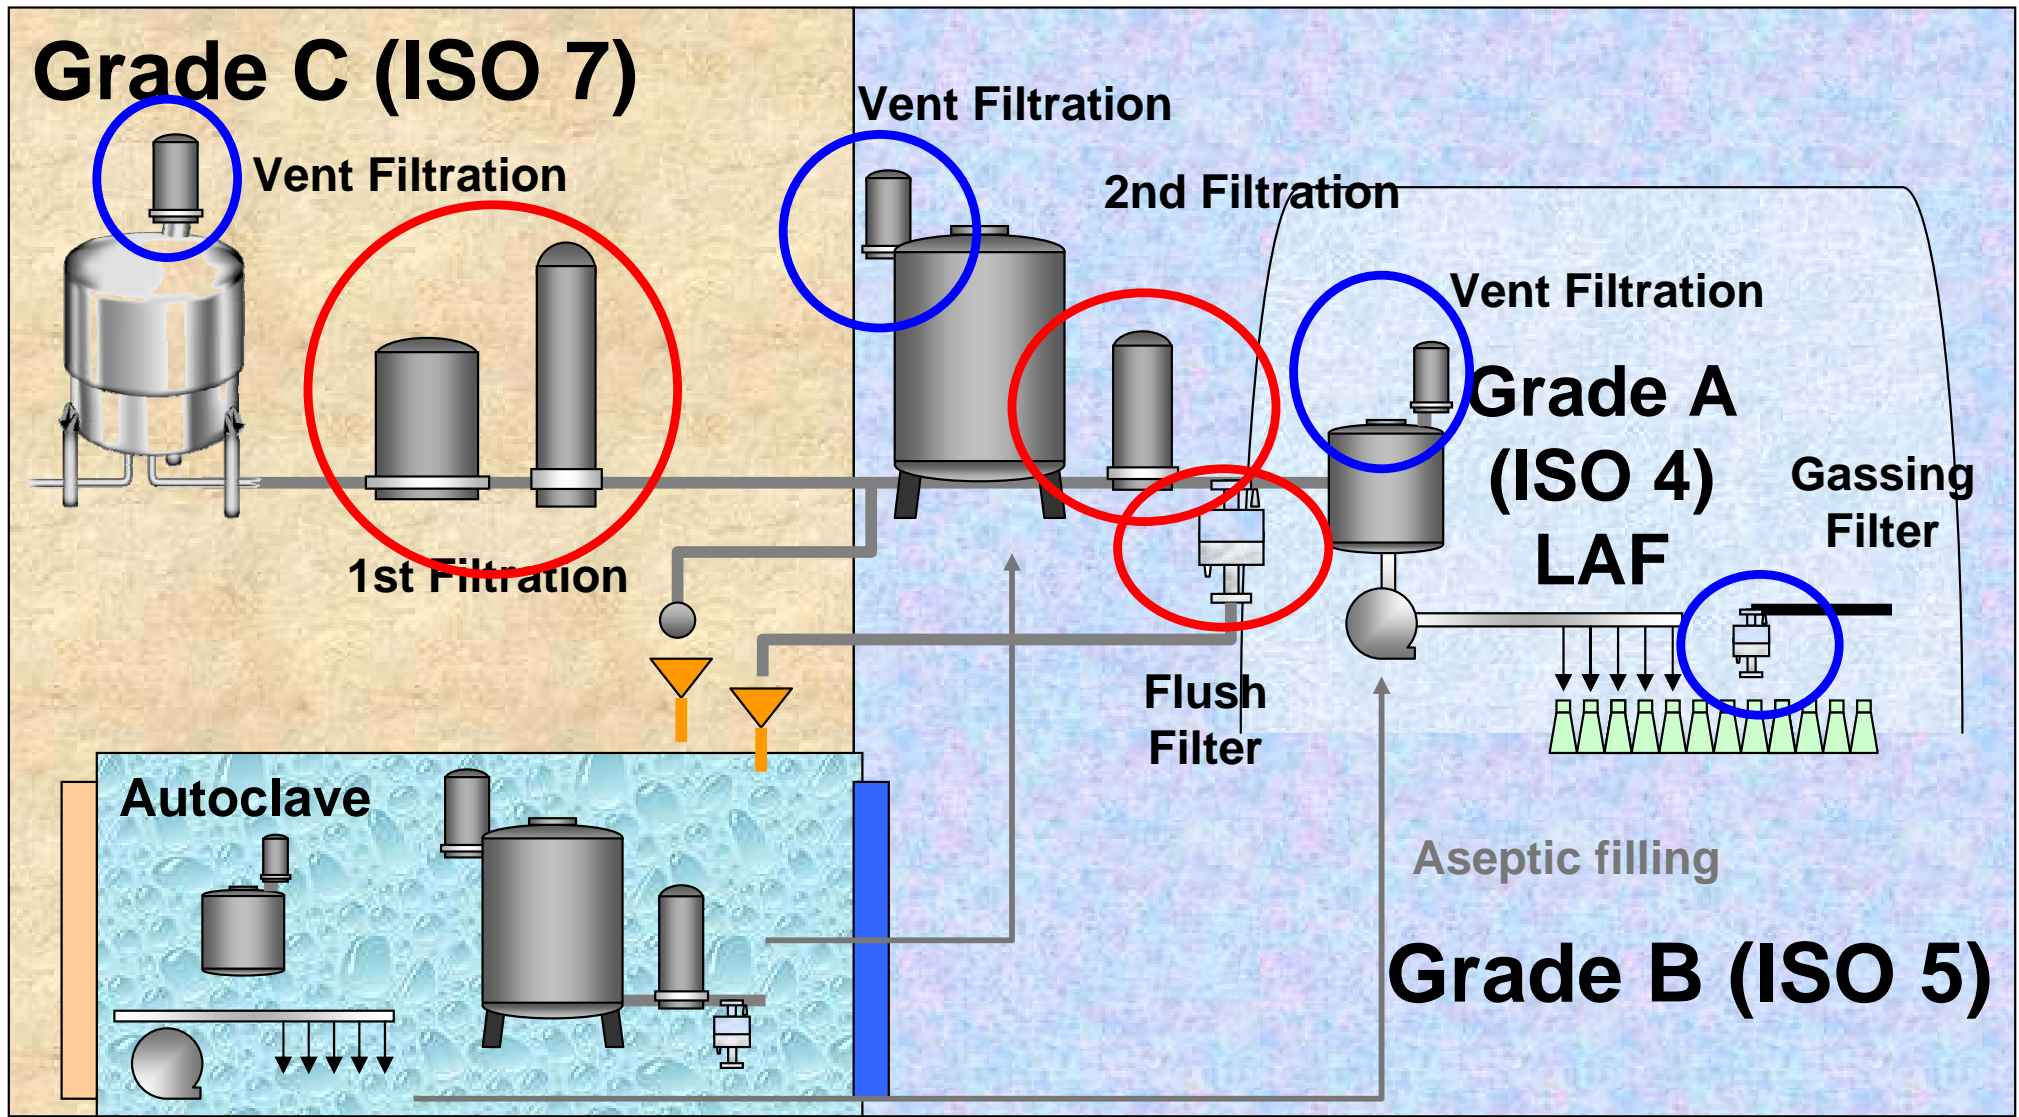 Grade C (ISO 7)
Vent Filtration
Vent Filtration
2nd Filtration
Vent Filtration
Grade A
(ISO 4)
LAF
Gassing
Filter
1st Filtration
Flush
Filter
Autoclave
Aseptic filling
Grade B (ISO 5)